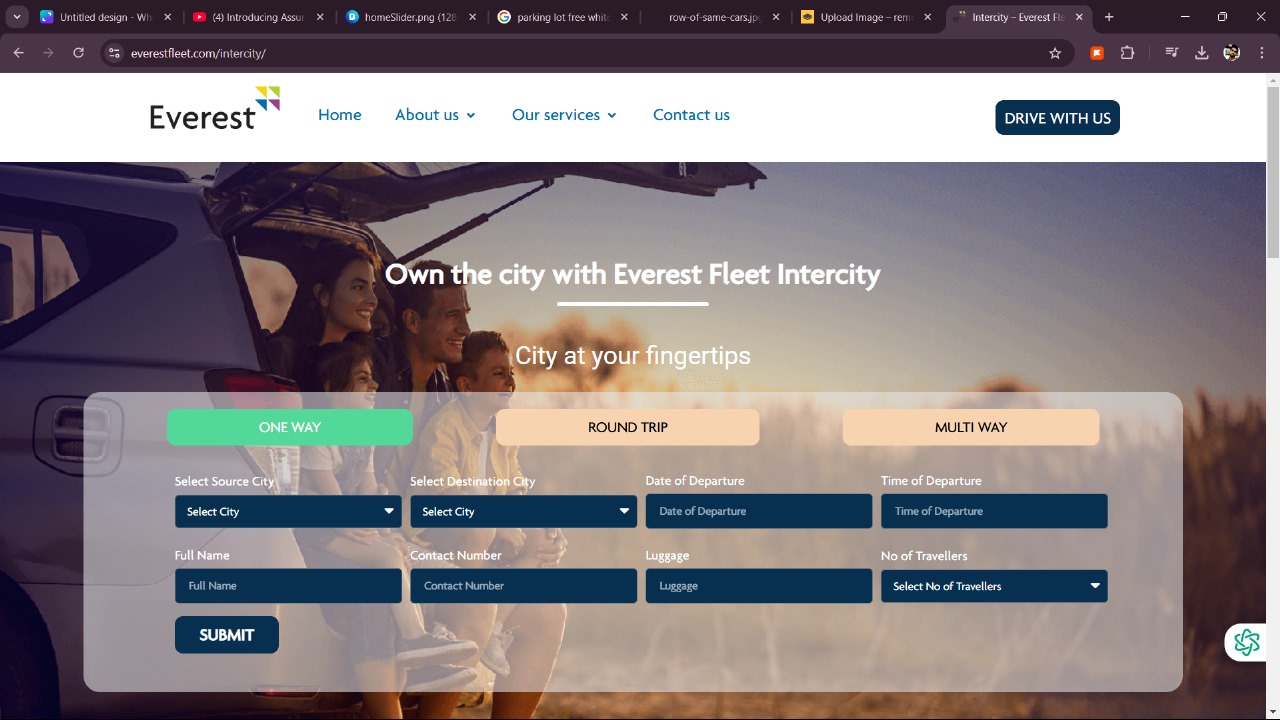 Untitled design - Wh
(4) Introducing Assur
homeSlider.png (128
parking lot free whit
row-of-same-cars.jp
Upload Image – rem
Intercity – Everest Fle
everestfleet.com/intercity/
Everest
Home
About us
Our services
Contact us
DRIVE WITH US
Own the city with Everest Fleet Intercity
City at your fingertips
ONE WAY
ROUND TRIP
MULTI WAY
Select Source City
Select Destination City
Date of Departure
Time of Departure
Select City
Select City
Date of Departure
Time of Departure
Full Name
Contact Number
Luggage
No of Travellers
Full Name
Contact Number
Luggage
Select No of Travellers
SUBMIT